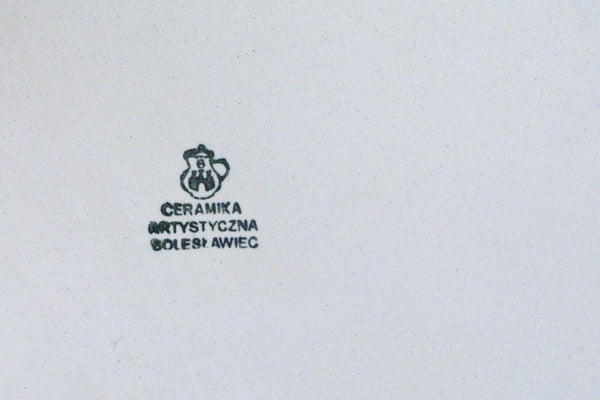 B
CERAMIKA
ARTYSTYCZNA
BOLESŁAWIEC